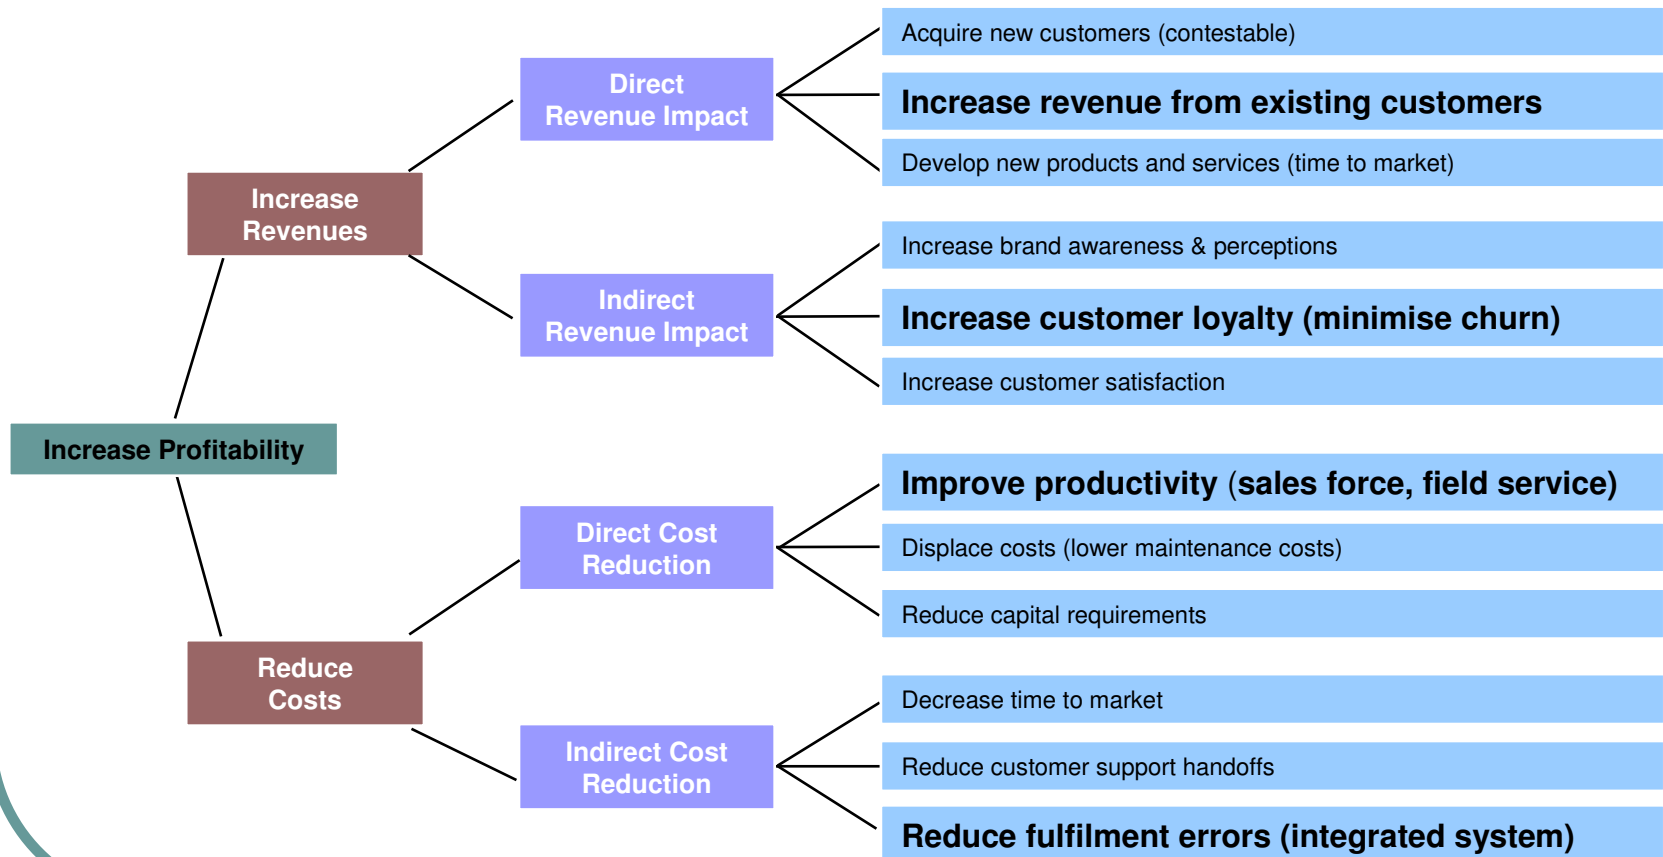 Acquire new customers (contestable)
Direct
Revenue Impact
Increase revenue from existing customers
Develop new products and services (time to market)
Increase
Revenues
Increase brand awareness & perceptions
Indirect
Revenue Impact
Increase customer loyalty (minimise churn)
Increase customer satisfaction
Increase Profitability
Improve productivity (sales force, field service)
Direct Cost
Reduction
Displace costs (lower maintenance costs)
Reduce capital requirements
Reduce
Costs
Decrease time to market
Indirect Cost
Reduction
Reduce customer support handoffs
Reduce fulfilment errors (integrated system)